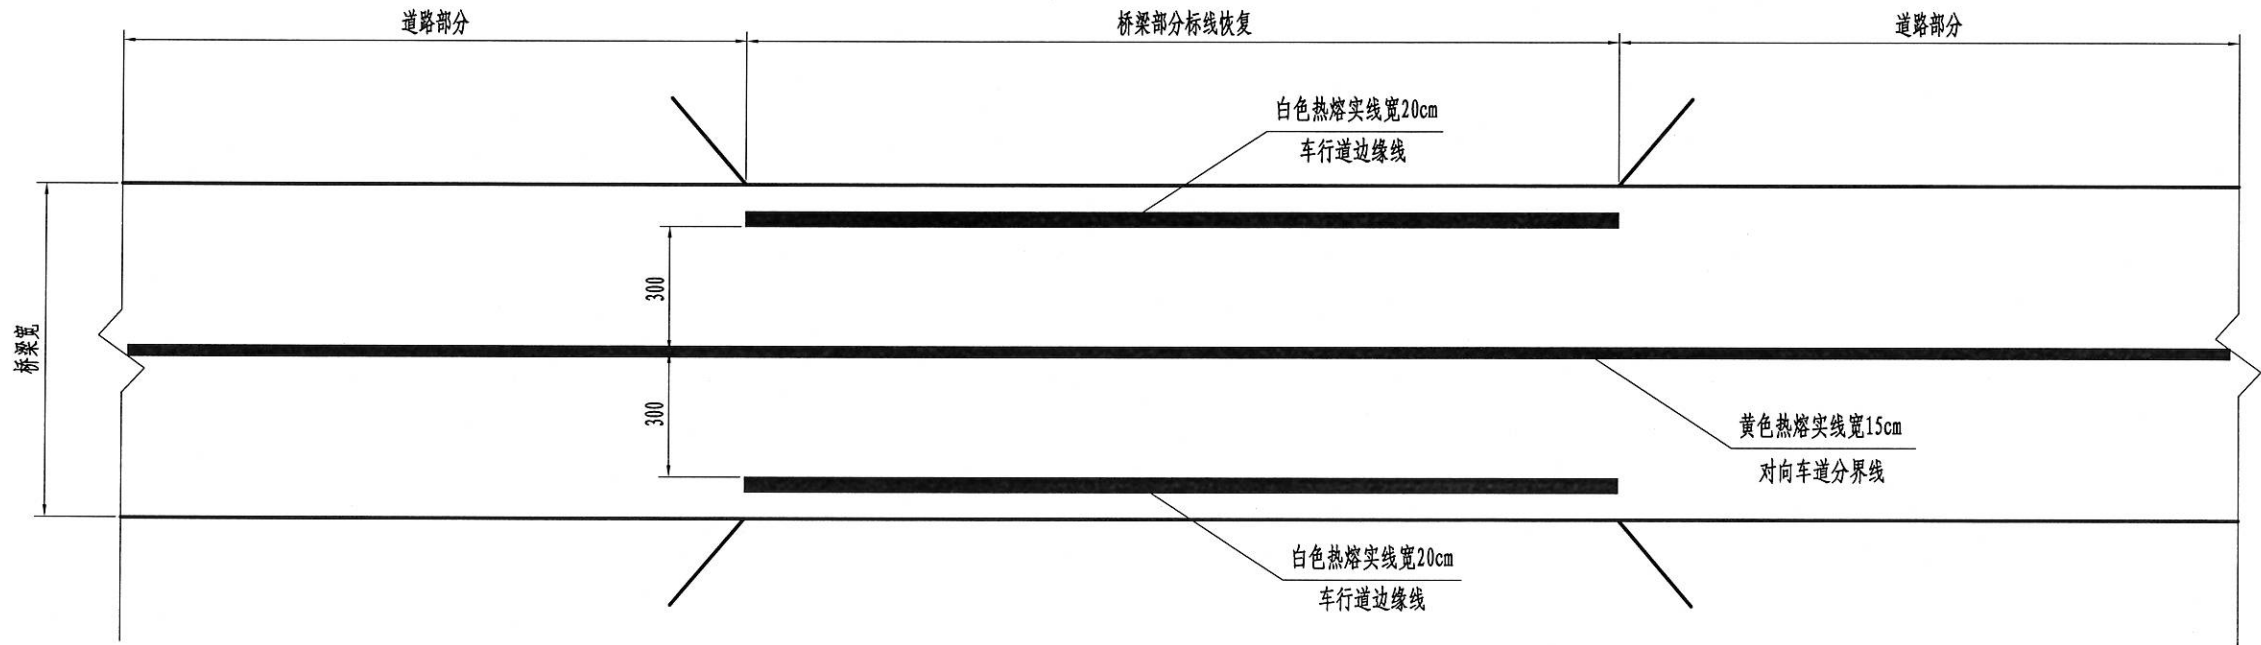 道路部分
桥梁部分标线恢复
道路部分
白色热熔实线宽20cm
车行道边缘线
300
桥梁宽
300
黄色热熔实线宽15cm
对向车道分界线
白色热熔实线宽20cm
车行道边缘线